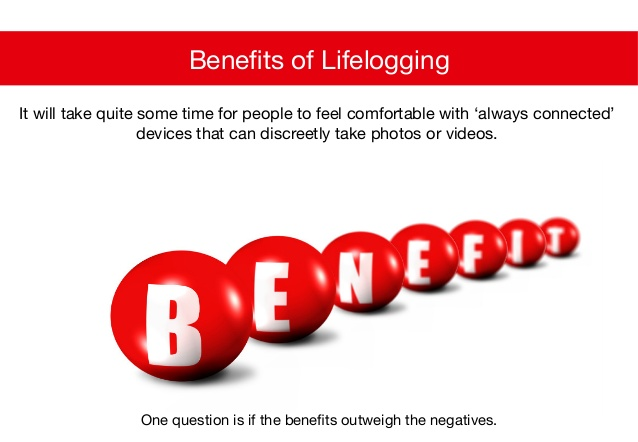 Benefits of Lifelogging
It will take quite some time for people to feel comfortable with ‘always connected’
devices that can discreetly take photos or videos.
BENEFIT
One question is if the benefits outweigh the negatives.